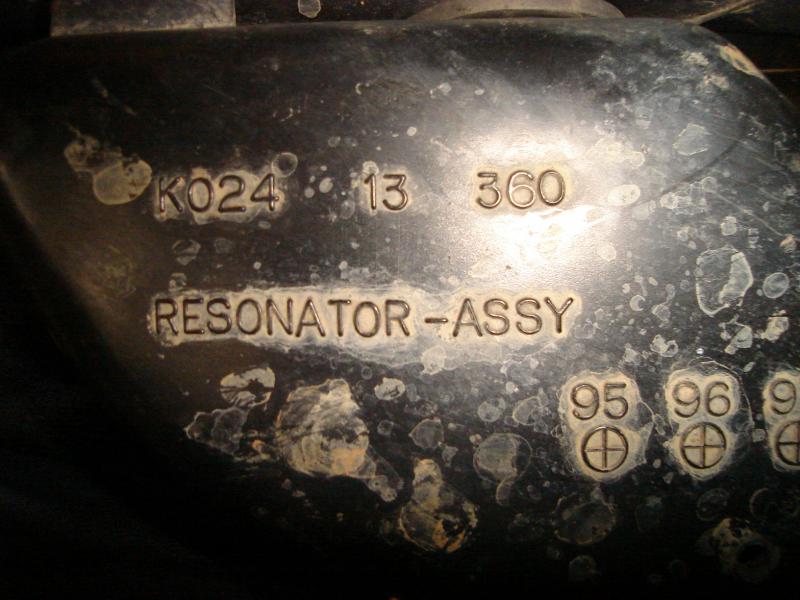 K024 13 360
RESONATOR-ASSY
95 96